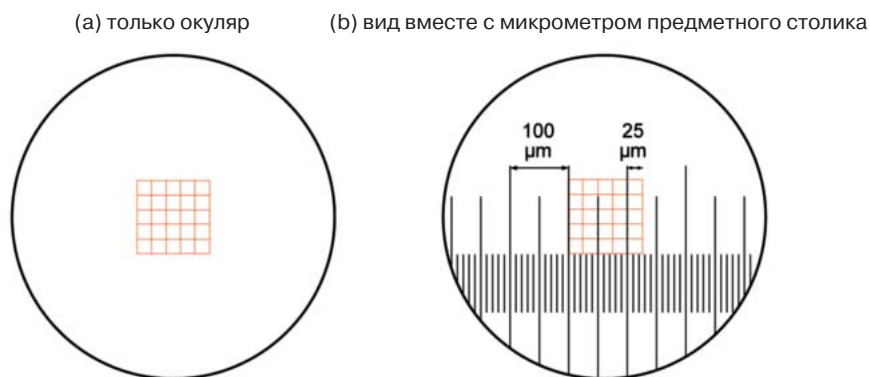 (a) только окуляр
(b) вид вместе с микрометром предметного столика
100
µm
25
µm